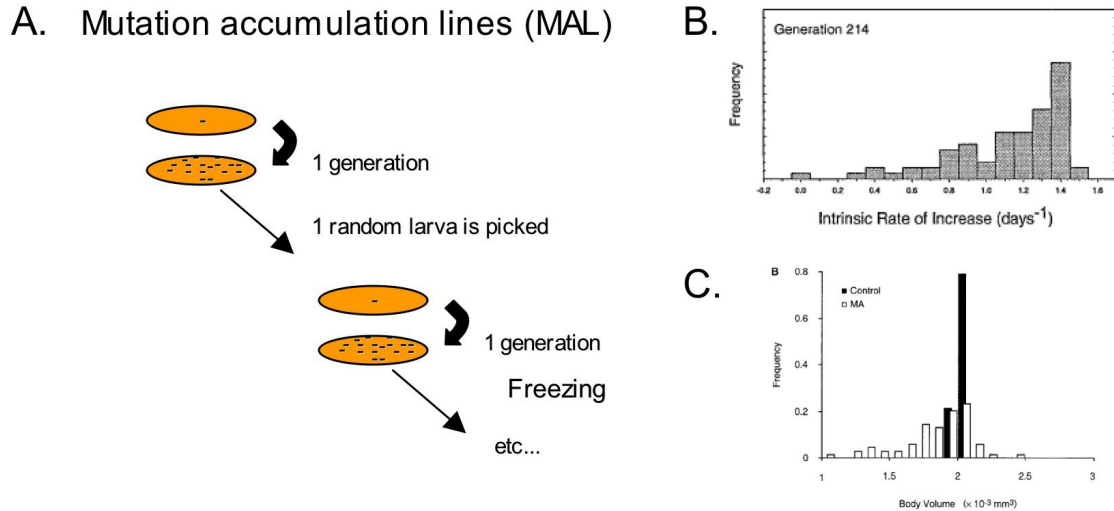 A. Mutation accumulation lines (MAL)
1 generation
1 random larva is picked
1 generation
Freezing
etc...
B.
Generation 214
Frequency
-0.2 0.0 0.2 0.4 0.6 0.8 1.0 1.2 1.4 1.6
Intrinsic Rate of Increase (days-1)
C.
B
Control
MA
Frequency
0.8
0.6
0.4
0.2
0
1 1.5 2 2.5 3
Body Volume (× 10-3 mm3)